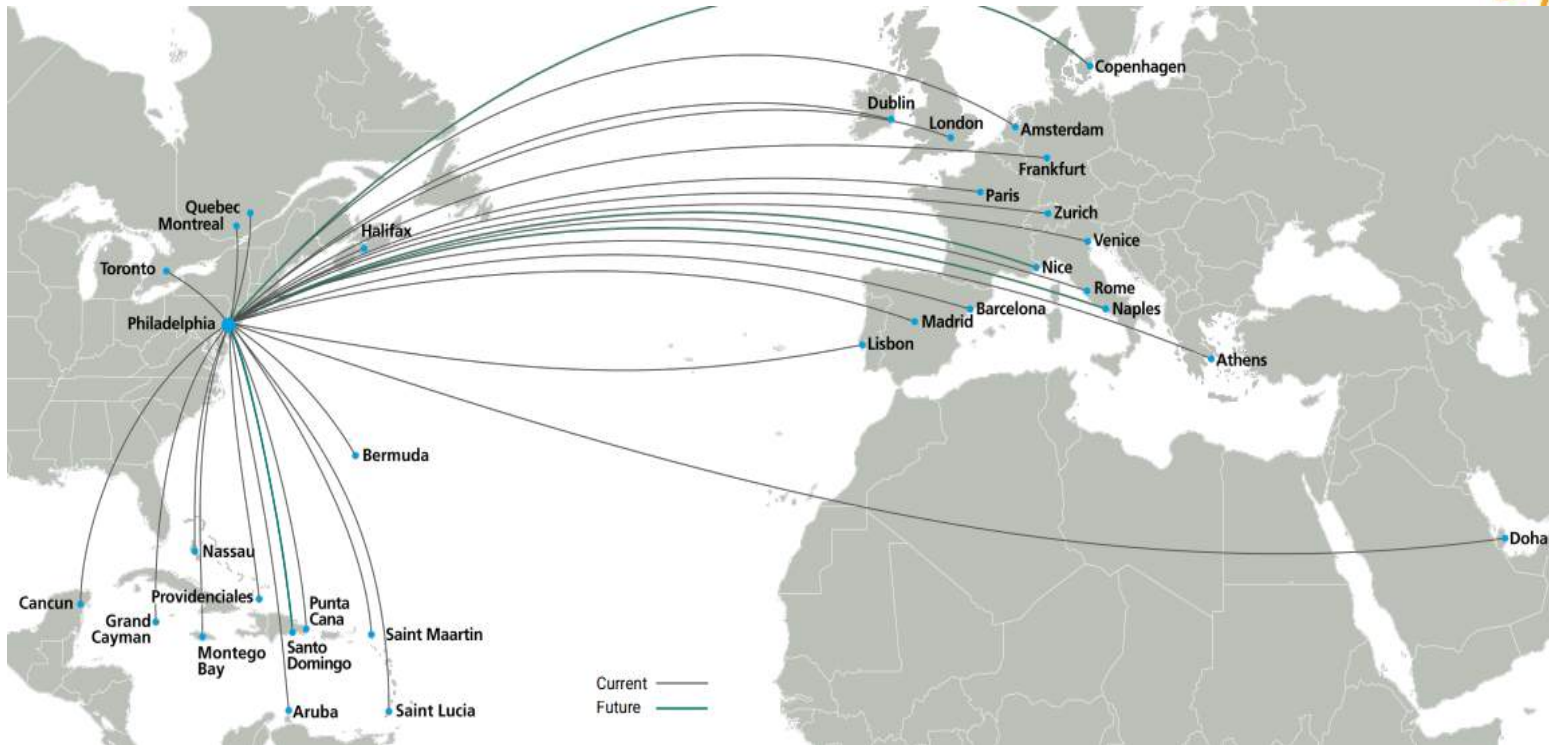 Copenhagen
Dublin
London
Amsterdam
Frankfurt
Paris
Quebec
Montreal
Zurich
Halifax
Venice
Toronto
Nice
Rome
Philadelphia
Barcelona
Naples
Madrid
Lisbon
Athens
Bermuda
Doha
Nassau
Cancun
Providenciales
Grand
Cayman
Punta
Cana
Saint Maartin
Montego
Bay
Santo
Domingo
Current
Future
Aruba
Saint Lucia